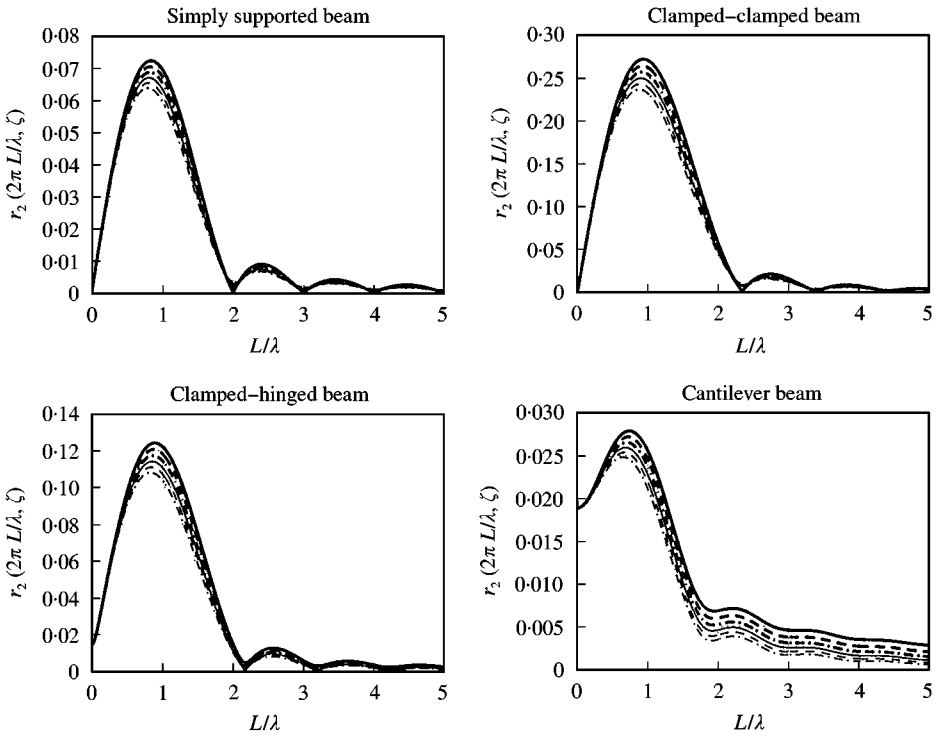 Simply supported beam
0·08
0·07
0·06
0·05
0·04
0·03
0·02
0·01
0
r₂ (2π L/λ, ζ)
0 1 2 3 4 5
L/λ
Clamped–clamped beam
0·30
0·25
0·20
0·15
0·10
0·05
0
r₂ (2π L/λ, ζ)
0 1 2 3 4 5
L/λ
Clamped–hinged beam
0·14
0·12
0·10
0·08
0·06
0·04
0·02
0
r₂ (2π L/λ, ζ)
0 1 2 3 4 5
L/λ
Cantilever beam
0·030
0·025
0·020
0·015
0·010
0·005
0
r₂ (2π L/λ, ζ)
0 1 2 3 4 5
L/λ